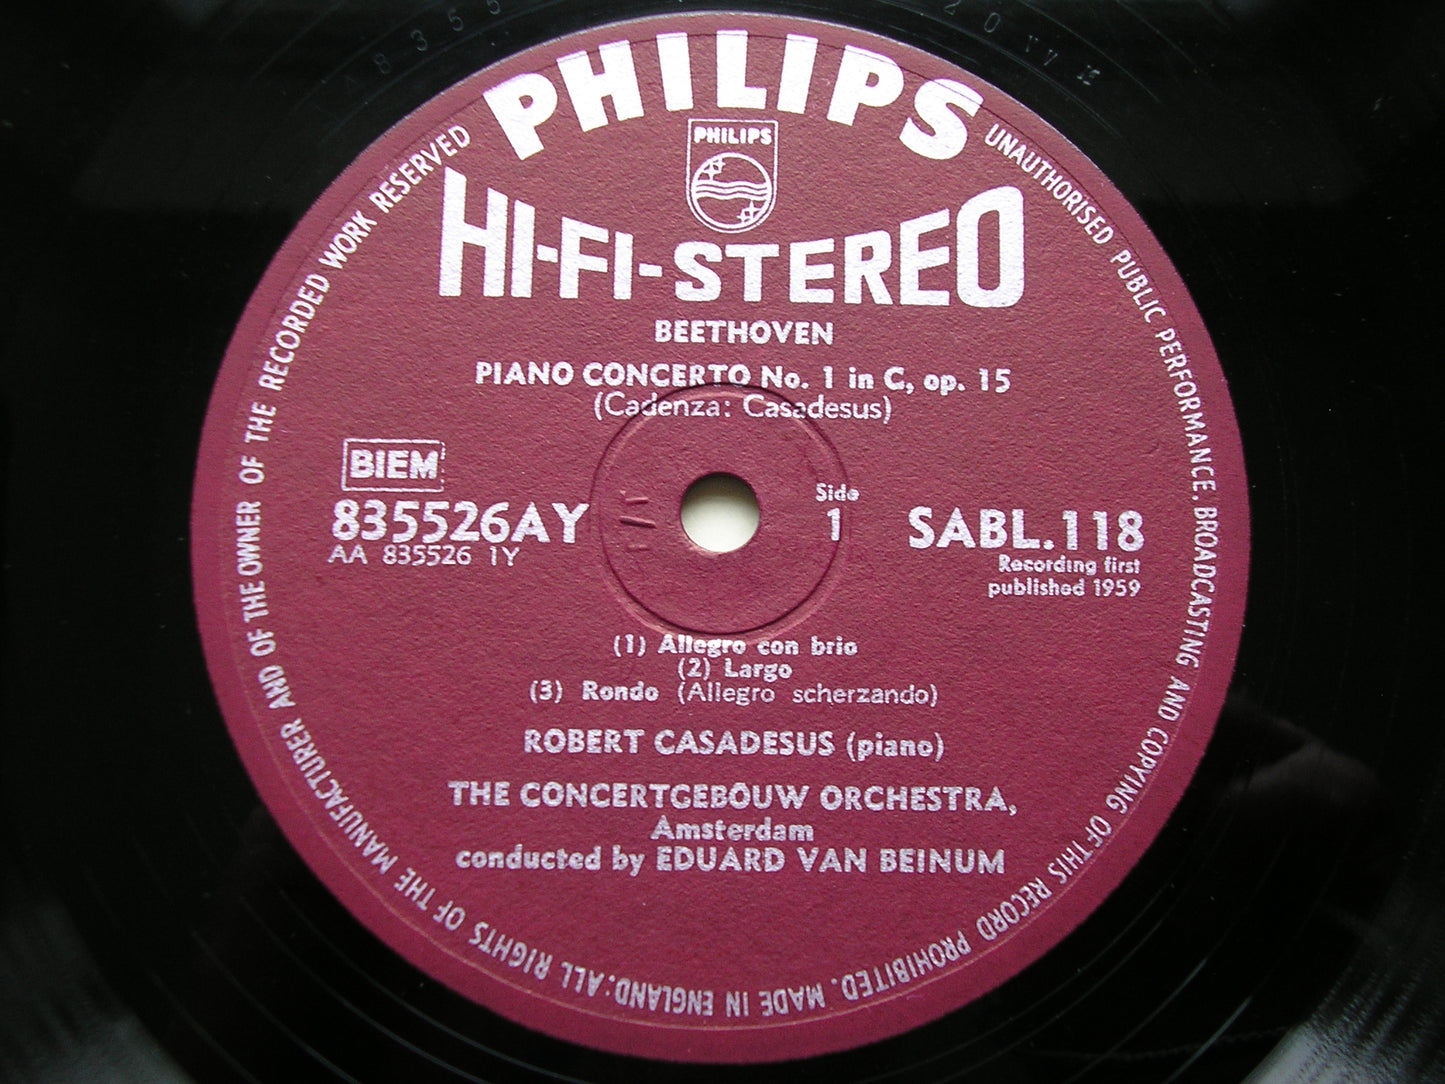 PHILIPS
PHILIPS
HI-FI-STEREO
BEETHOVEN
PIANO CONCERTO No. 1 in C, op. 15
(Cadenza: Casadesus)
BIEM
835526AY
AA 835526 1Y
Side
1
SABL.118
Recording first
published 1959
(1) Allegro con brio
(2) Largo
(3) Rondo (Allegro scherzando)
ROBERT CASADESUS (piano)
THE CONCERTGEBOUW ORCHESTRA,
Amsterdam
conducted by EDUARD VAN BEINUM
MADE IN ENGLAND: ALL RIGHTS OF THE MANUFACTURER AND OF THE OWNER OF THE RECORDED WORK RESERVED
UNAUTHORISED PUBLIC PERFORMANCE. BROADCASTING AND COPYING OF THIS RECORD PROHIBITED.